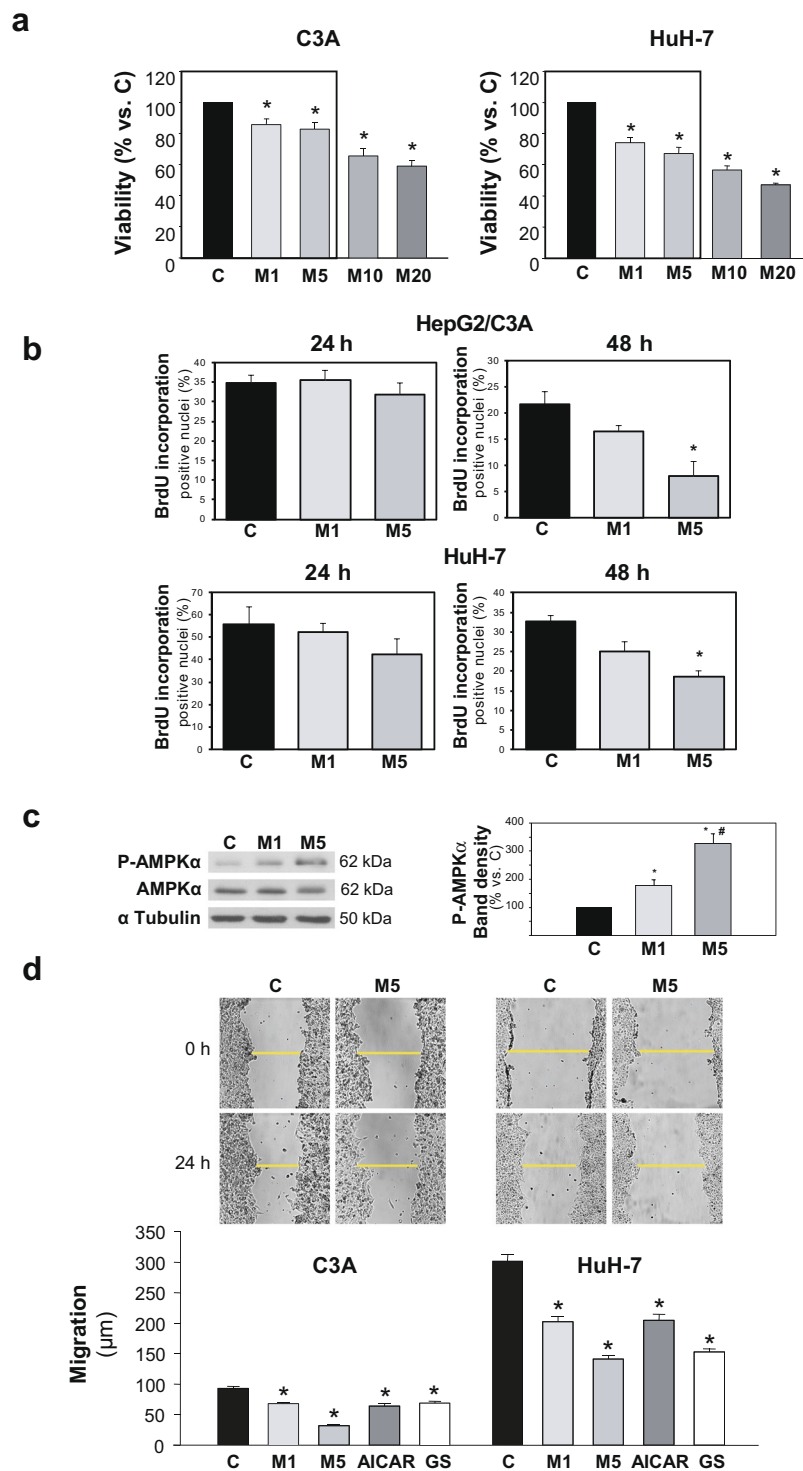 a
C3A
HuH-7
Viability (% vs. C)
120
100
80
60
40
20
0
*
*
*
*
C M1 M5 M10 M20
Viability (% vs. C)
120
100
80
60
40
20
0
*
*
*
*
C M1 M5 M10 M20
b
HepG2/C3A
24 h
48 h
BrdU incorporation
positive nuclei (%)
40
35
30
25
20
15
10
5
0
C M1 M5
BrdU incorporation
positive nuclei (%)
30
25
20
15
10
5
0
*
C M1 M5
HuH-7
24 h
48 h
BrdU incorporation
positive nuclei (%)
70
60
50
40
30
20
10
0
C M1 M5
BrdU incorporation
positive nuclei (%)
40
35
30
25
20
15
10
5
0
*
C M1 M5
c
C M1 M5
P-AMPKα 62 kDa
AMPKα 62 kDa
α Tubulin 50 kDa
P-AMPKα
Band density
(% vs. C)
400
300
200
100
*
* #
C M1 M5
d
C M5 C M5
0 h
24 h
Migration
(µm)
350
300
250
200
150
100
50
0
C3A
HuH-7
*
*
*
*
*
*
*
*
C M1 M5 AICAR GS C M1 M5 AICAR GS